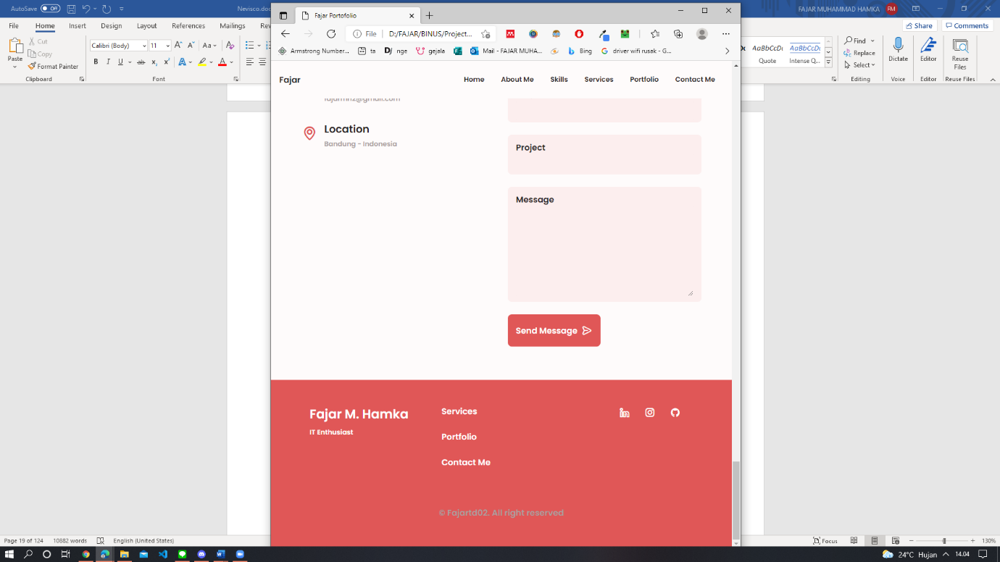 AutoSave Off
Nevisco.doc
FAJAR MUHAMMAD HAMKA FM
File Home Insert Design Layout References Mailings Rev
Share Comments
Paste
Cut
Copy
Format Painter
Clipboard
Calibri (Body) 11
Font
AaBbCcDc AaBbCcDc
Quote Intense Q...
Find
Replace
Select
Editing
Dictate
Voice
Editor
Editor
Reuse Files
Reuse Files
Fajar Portofolio
File D:/FAJAR/BINUS/Project...
Armstrong Number... ta nge gejala Mail - FAJAR MUHA... Bing driver wifi rusak - G...
Fajar Home About Me Skills Services Portfolio Contact Me
fajarmh2@gmail.com
Location
Bandung - Indonesia
Project
Message
Send Message
Fajar M. Hamka
IT Enthusiast
Services
Portfolio
Contact Me
© Fajartd02. All right reserved
Page 19 of 124 10882 words English (United States)
Focus 130%
24°C Hujan 14.04